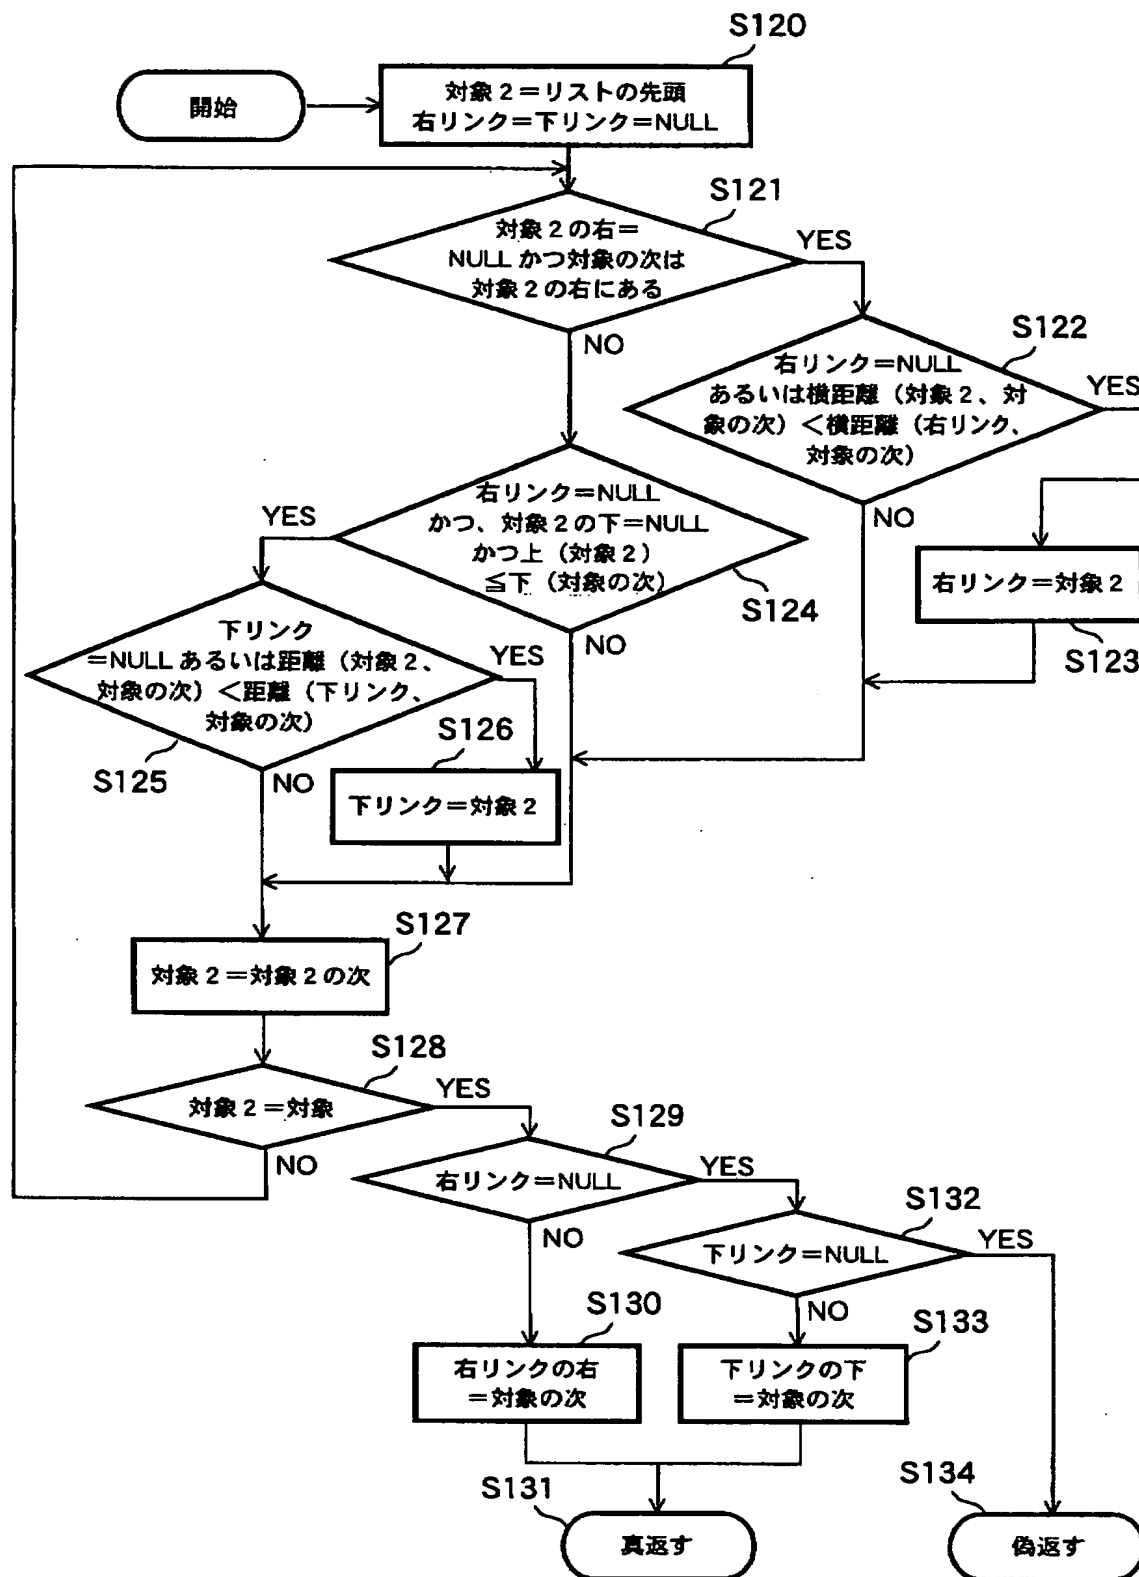 S120
開始
対象2=リストの先頭
右リンク=下リンク=NULL
S121
対象2の右=
NULLかつ対象の次は
対象2の右にある
YES
NO
S122
右リンク=NULL
あるいは横距離(対象2、対
象の次)<横距離(右リンク、
対象の次)
YES
NO
右リンク=対象2
S123
右リンク=NULL
かつ、対象2の下=NULL
かつ上(対象2)
≦下(対象の次)
YES
S124
NO
下リンク
=NULLあるいは距離(対象2、
対象の次)<距離(下リンク、
対象の次)
YES
S125
NO
S126
下リンク=対象2
S127
対象2=対象2の次
S128
対象2=対象
YES
NO
S129
右リンク=NULL
YES
NO
S132
下リンク=NULL
YES
NO
S130
右リンクの右
=対象の次
S133
下リンクの下
=対象の次
S131
真返す
S134
偽返す